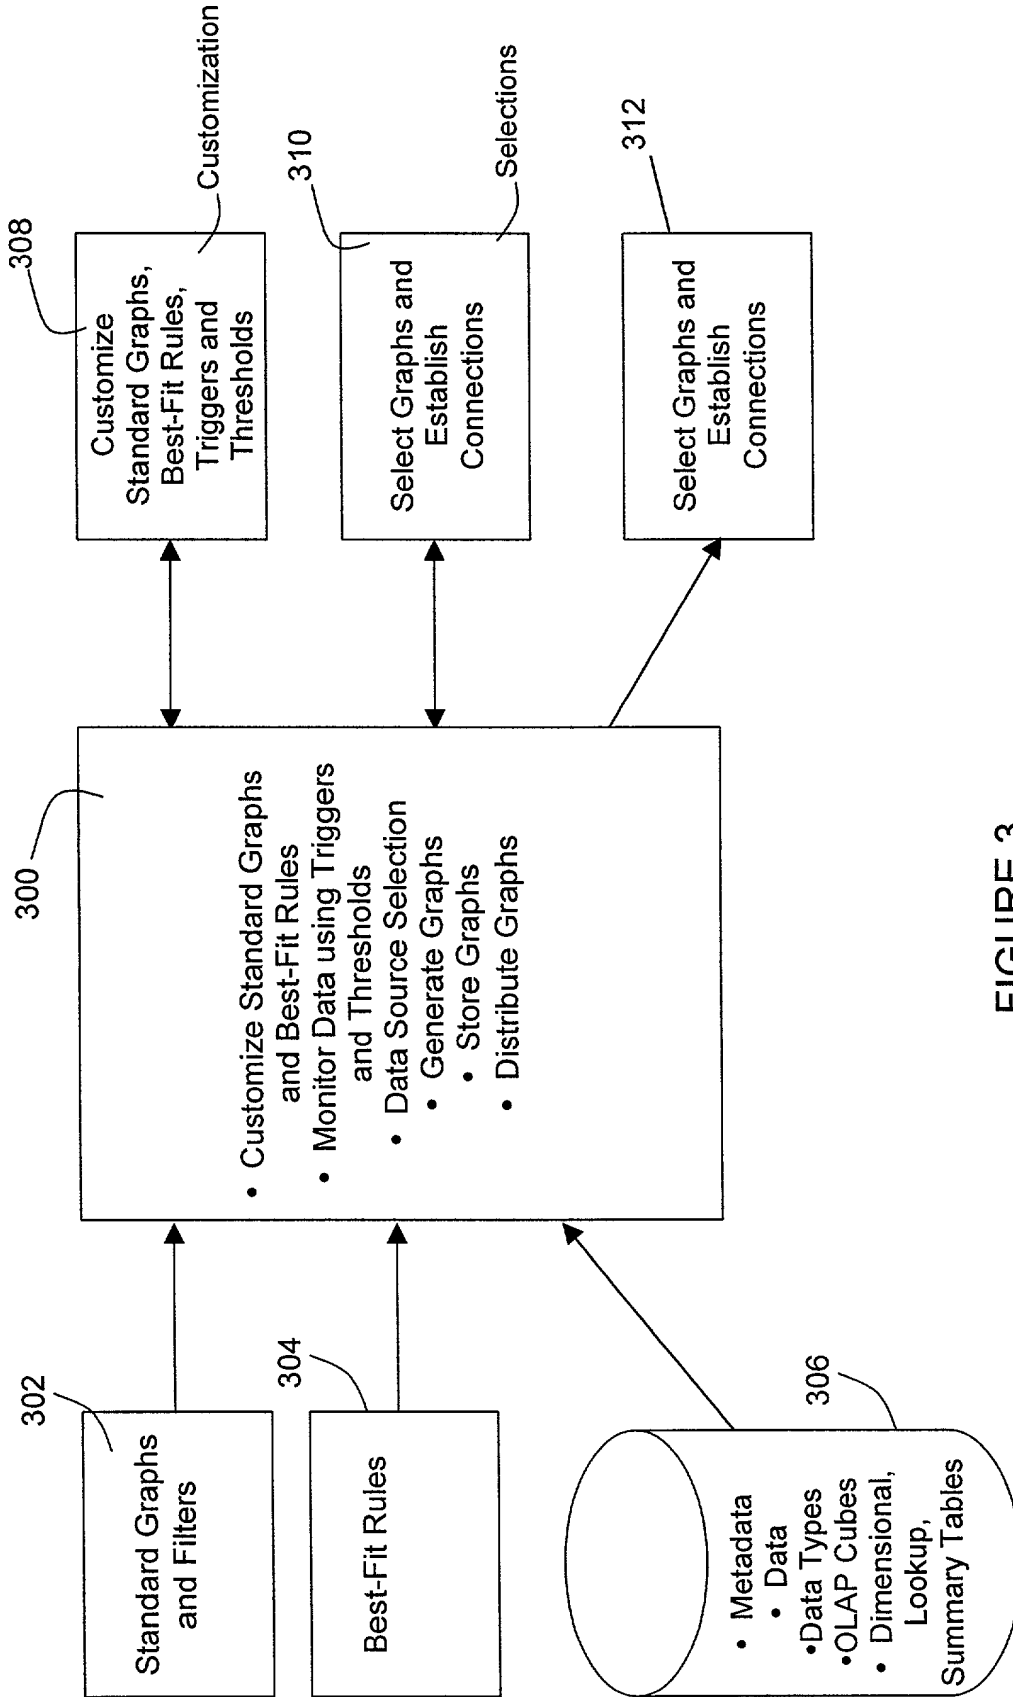 302
Standard Graphs
and Filters
304
Best-Fit Rules
306
• Metadata
• Data
•Data Types
•OLAP Cubes
• Dimensional,
Lookup,
Summary Tables
300
• Customize Standard Graphs
and Best-Fit Rules
• Monitor Data using Triggers
and Thresholds
• Data Source Selection
• Generate Graphs
• Store Graphs
• Distribute Graphs
308
Customize
Standard Graphs,
Best-Fit Rules,
Triggers and
Thresholds
Customization
310
Select Graphs and
Establish
Connections
Selections
312
Select Graphs and
Establish
Connections
FIGURE 3